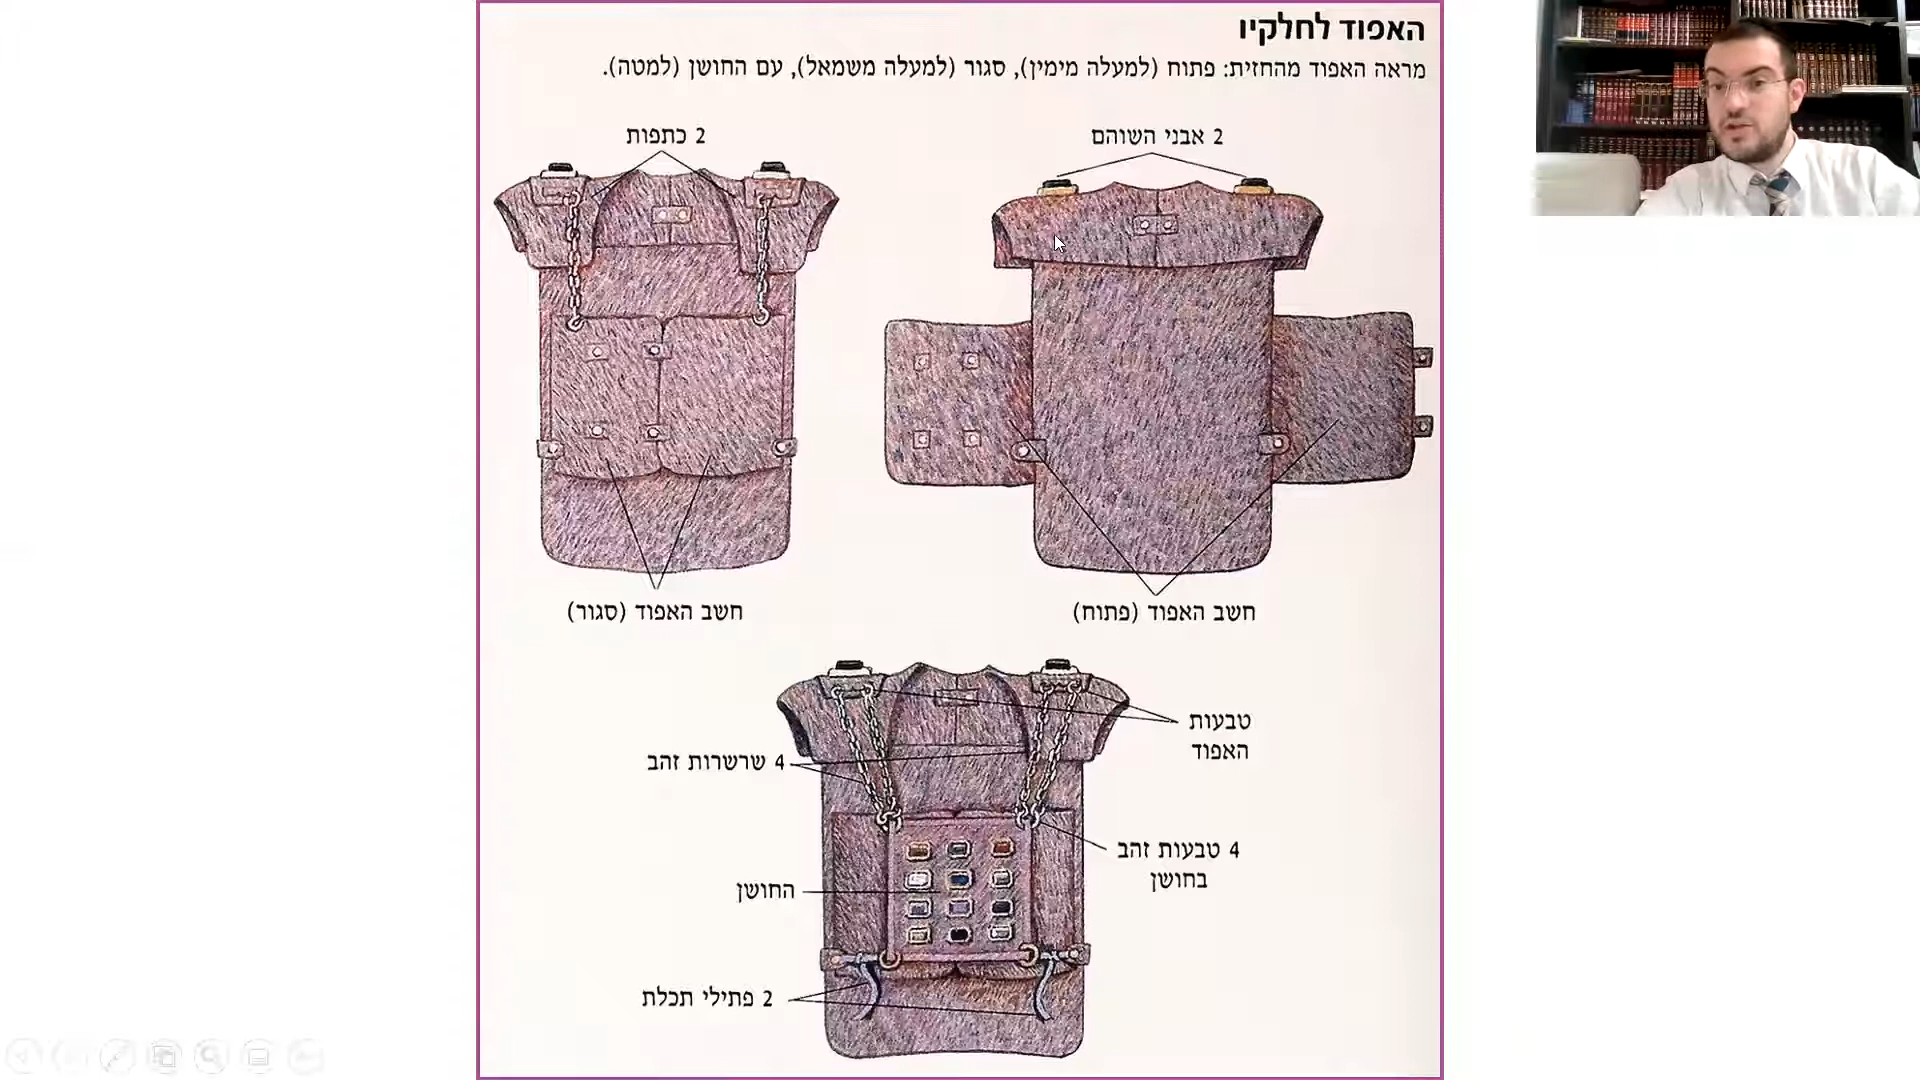 האפוד לחלקיו
מראה האפוד מהחזית: פתוח (למעלה מימין), סגור (למעלה משמאל), עם החושן (למטה).
2 אבני השוהם
2 כתפות
חשב האפוד (פתוח)
חשב האפוד (סגור)
טבעות
האפוד
4 שרשרות זהב
4 טבעות זהב
בחושן
החושן
2 פתילי תכלת